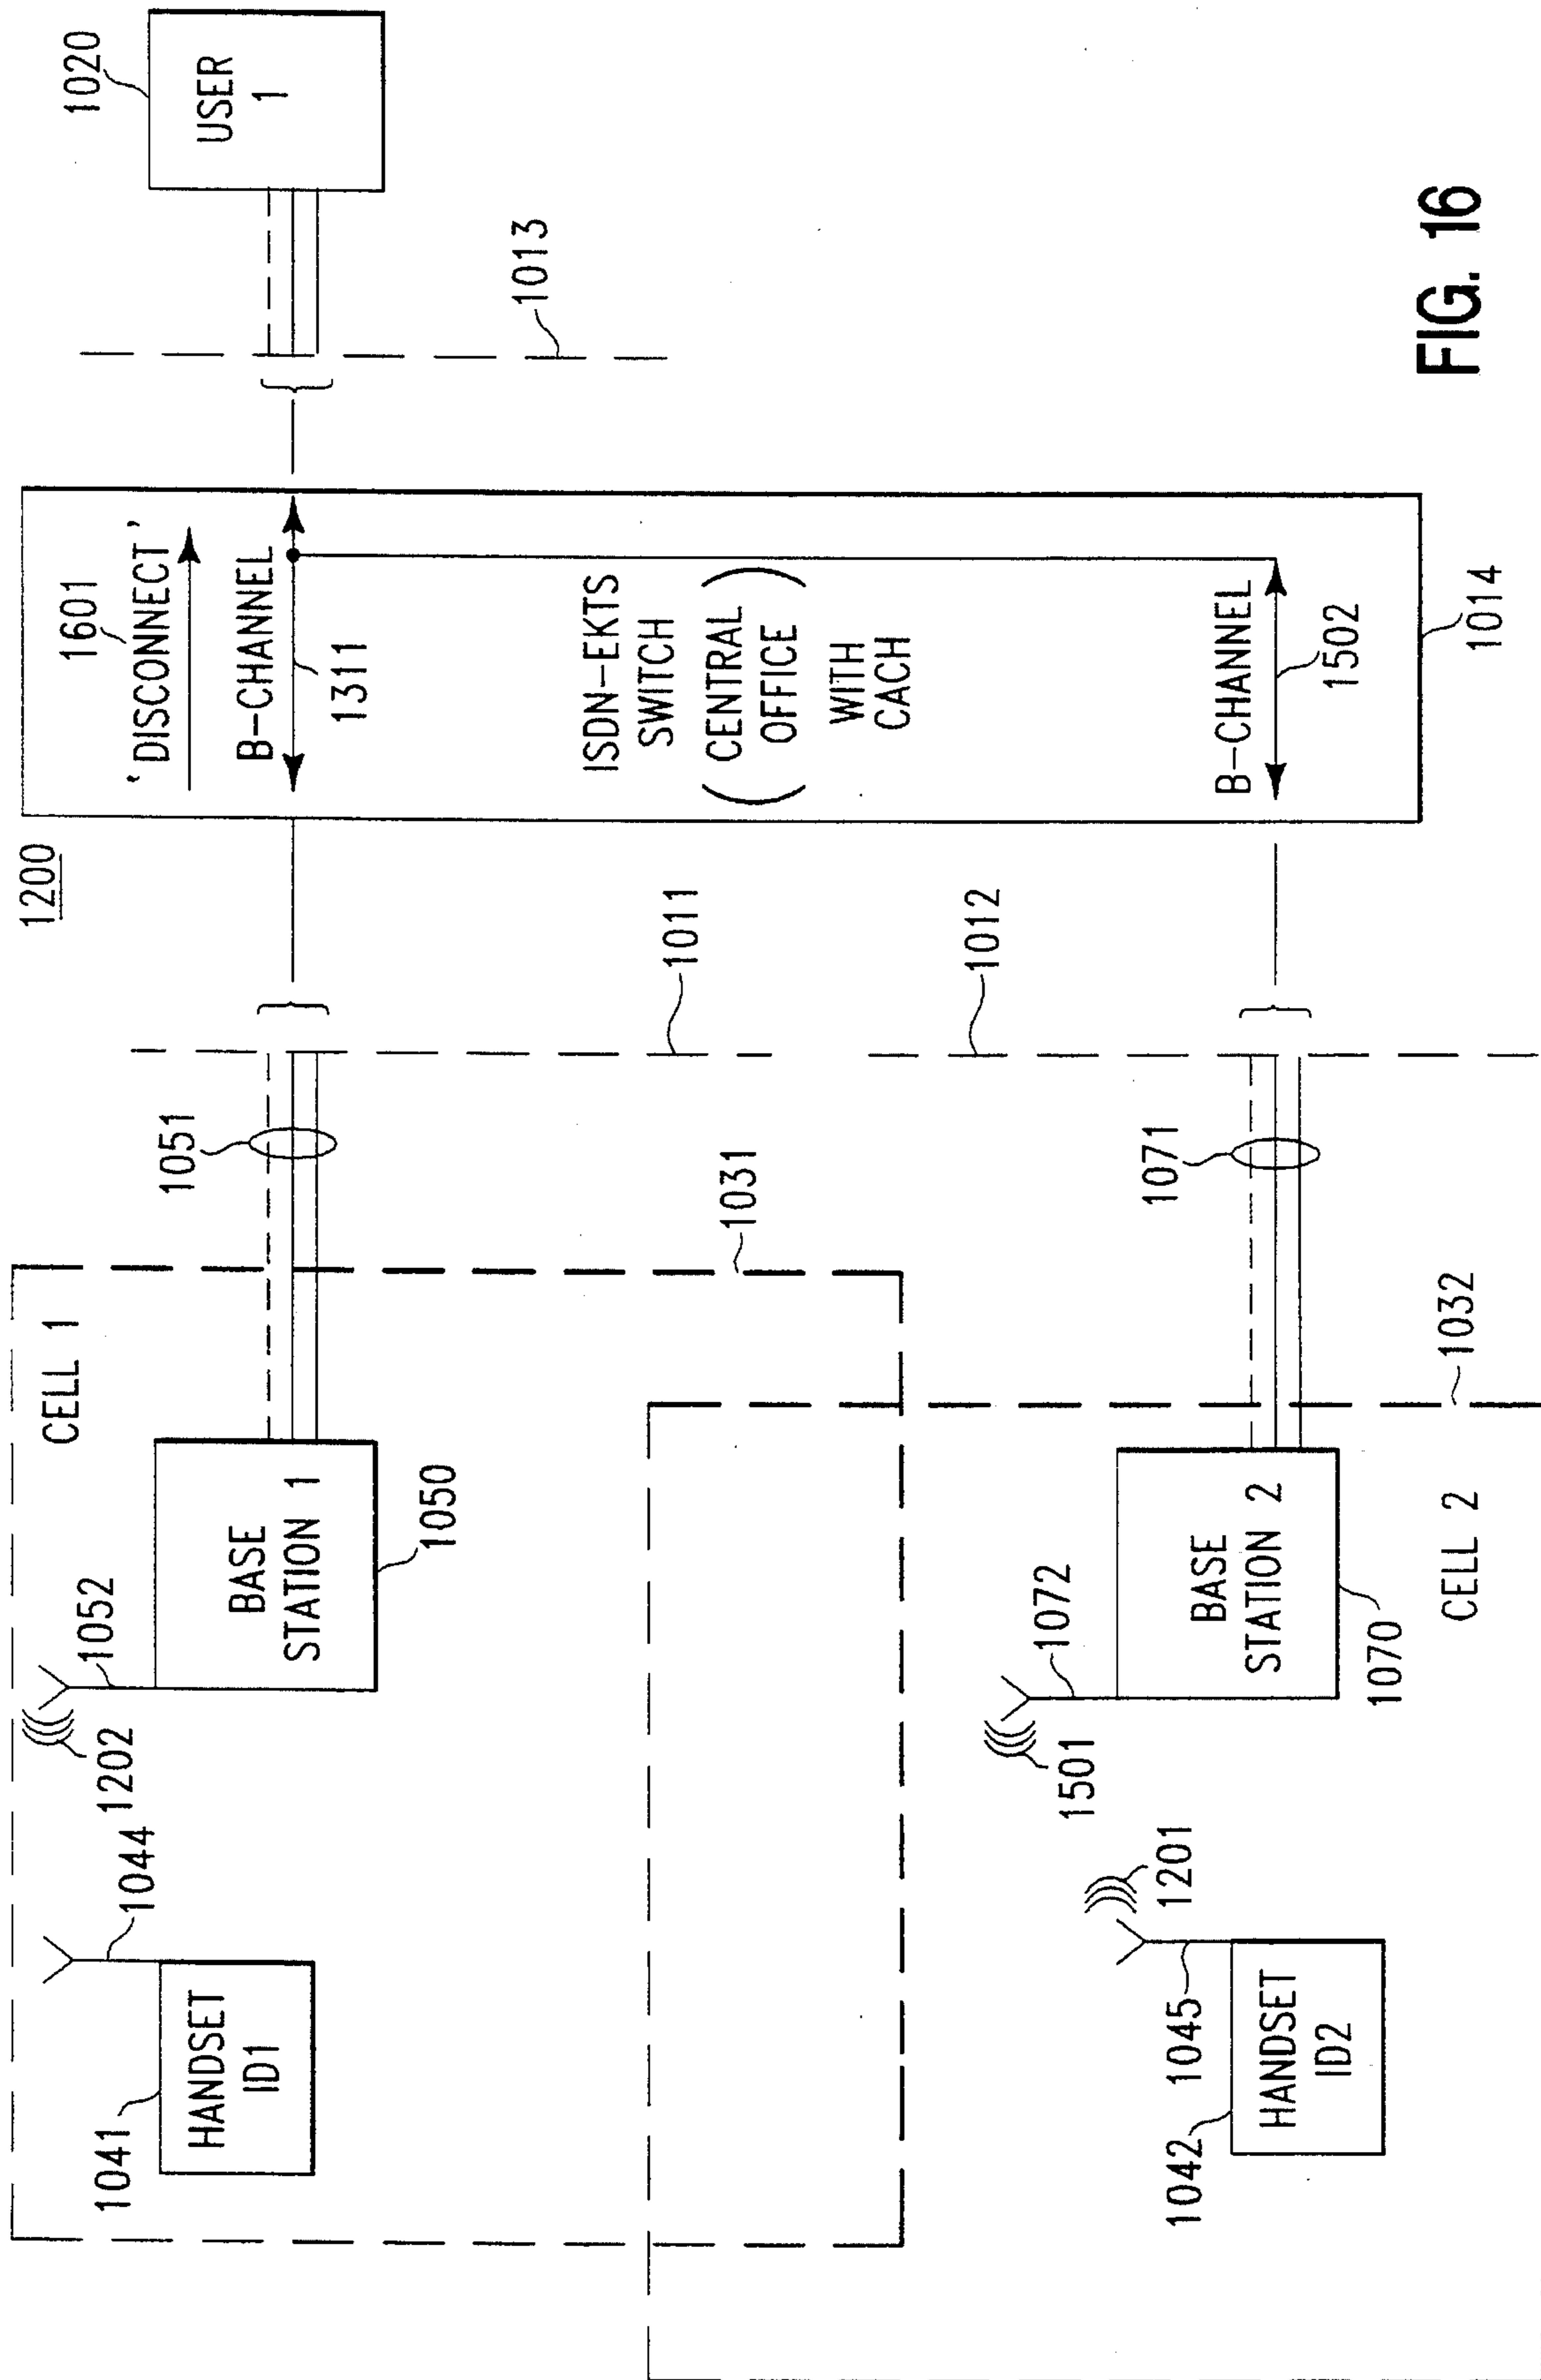 1200
CELL 1
1041
HANDSET
ID1
1044
1202
1052
BASE
STATION 1
1050
1051
1031
1011
1601
'DISCONNECT'
B-CHANNEL
1311
ISDN-EKTS
SWITCH
(CENTRAL
OFFICE)
WITH
CACH
B-CHANNEL
1502
1014
1013
1020
USER
1
1012
1042
HANDSET
ID2
1045
1201
1501
1072
BASE
STATION 2
1070
CELL 2
1071
1032
FIG. 16